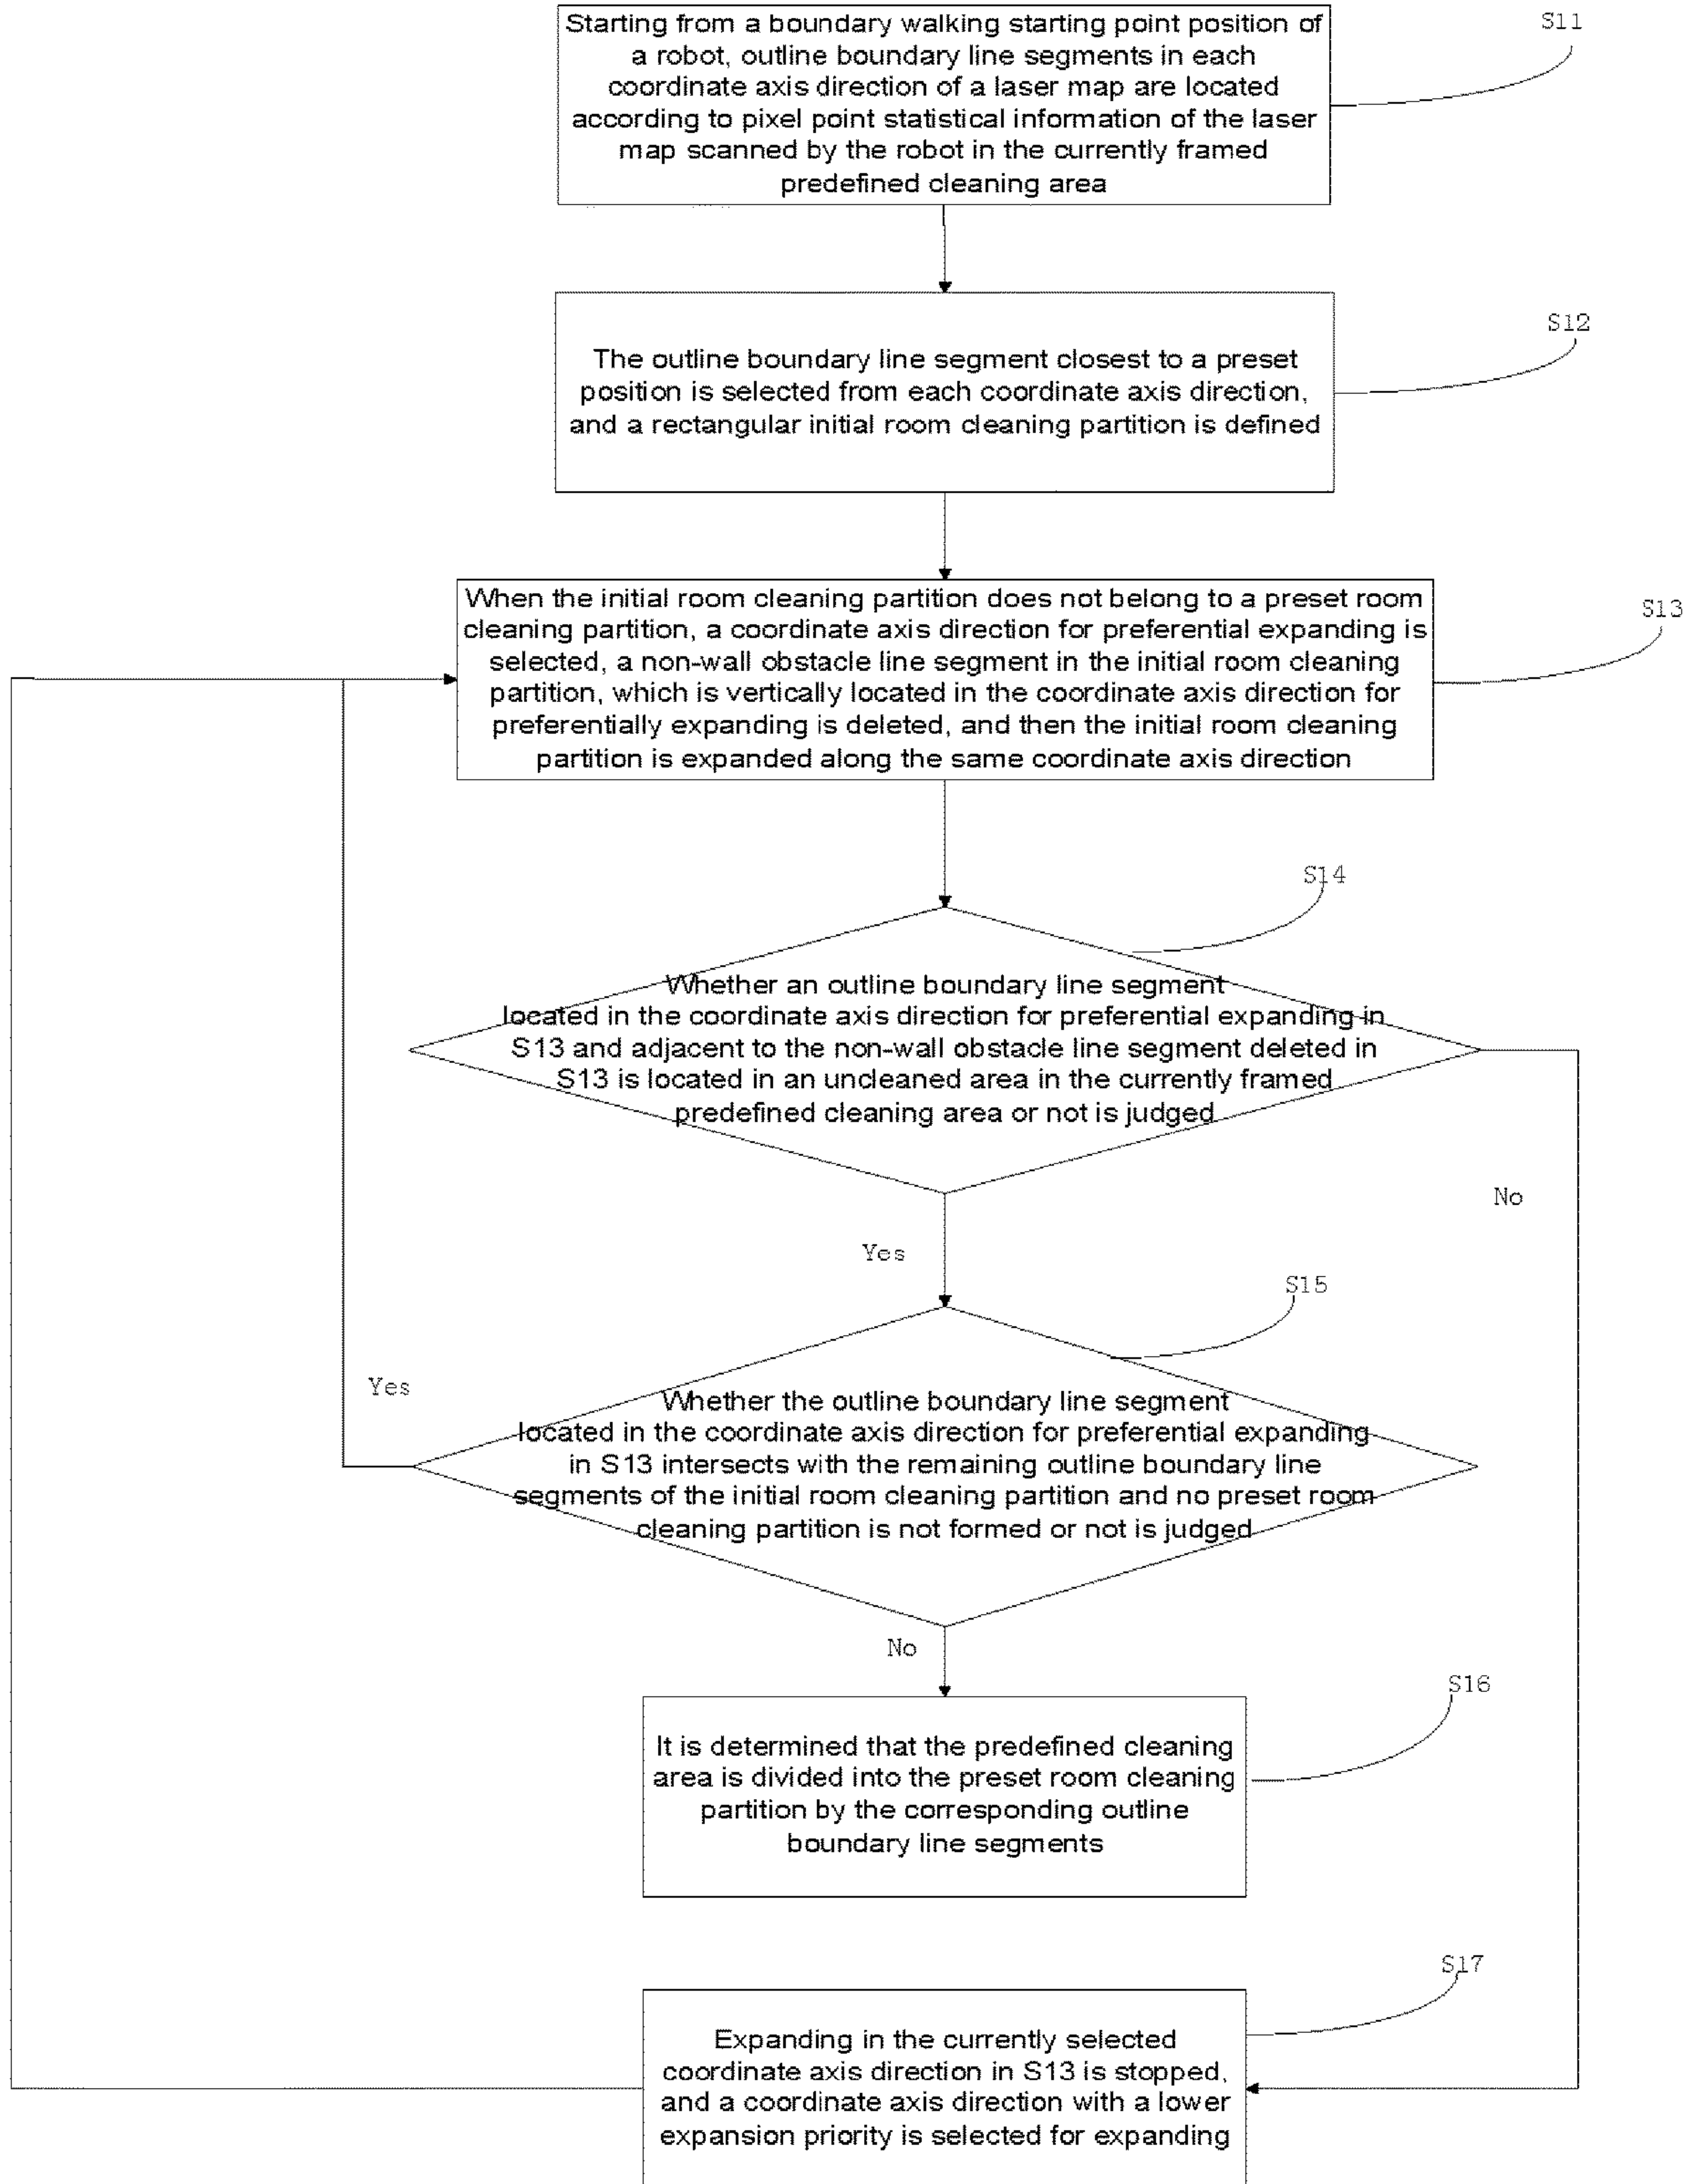 Starting from a boundary walking starting point position of
a robot, outline boundary line segments in each
coordinate axis direction of a laser map are located
according to pixel point statistical information of the laser
map scanned by the robot in the currently framed
predefined cleaning area
S11
The outline boundary line segment closest to a preset
position is selected from each coordinate axis direction,
and a rectangular initial room cleaning partition is defined
S12
When the initial room cleaning partition does not belong to a preset room
cleaning partition, a coordinate axis direction for preferential expanding is
selected, a non-wall obstacle line segment in the initial room cleaning
partition, which is vertically located in the coordinate axis direction for
preferentially expanding is deleted, and then the initial room cleaning
partition is expanded along the same coordinate axis direction
S13
S14
Whether an outline boundary line segment
located in the coordinate axis direction for preferential expanding in
S13 and adjacent to the non-wall obstacle line segment deleted in
S13 is located in an uncleaned area in the currently framed
predefined cleaning area or not is judged
No
Yes
S15
Yes
Whether the outline boundary line segment
located in the coordinate axis direction for preferential expanding
in S13 intersects with the remaining outline boundary line
segments of the initial room cleaning partition and no preset room
cleaning partition is not formed or not is judged
No
S16
It is determined that the predefined cleaning
area is divided into the preset room cleaning
partition by the corresponding outline
boundary line segments
S17
Expanding in the currently selected
coordinate axis direction in S13 is stopped,
and a coordinate axis direction with a lower
expansion priority is selected for expanding